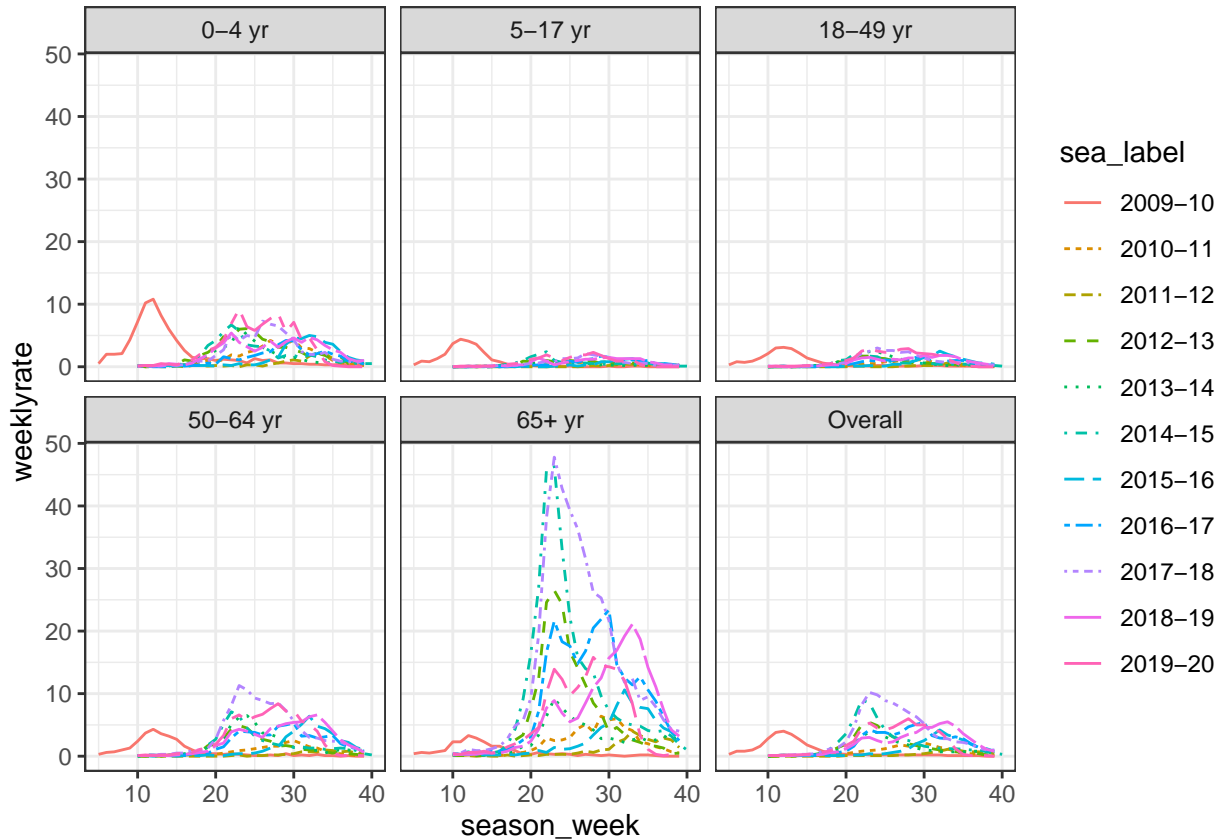 0−4 yr
5−17 yr
18−49 yr
50
40
30
20
10
0
50−64 yr
65+ yr
Overall
50
40
30
20
10
0
10 20 30 40
10 20 30 40
10 20 30 40
season_week
weeklyrate
sea_label
2009−10
2010−11
2011−12
2012−13
2013−14
2014−15
2015−16
2016−17
2017−18
2018−19
2019−20